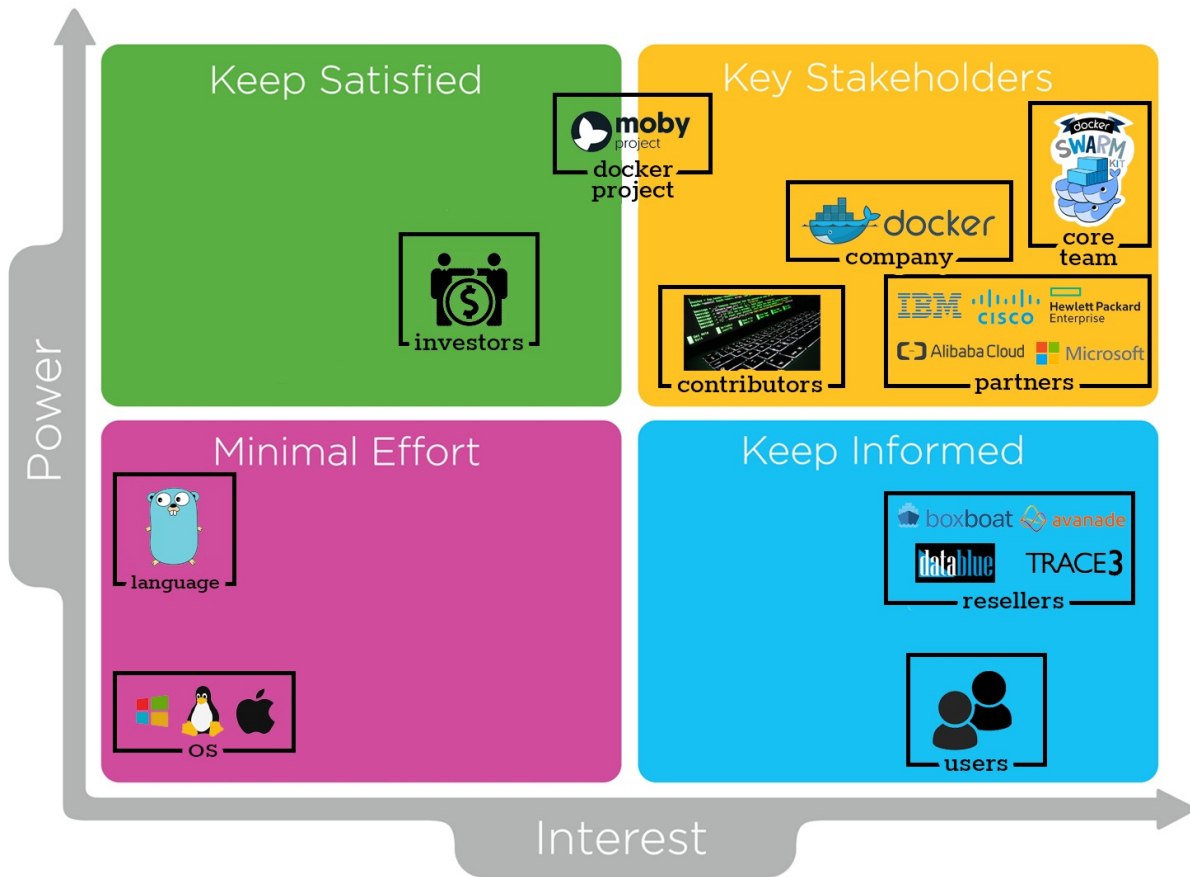 Power
Keep Satisfied
Key Stakeholders
moby
project
docker
project
docker
SWARM
KIT
core
team
docker
company
investors
contributors
IBM
CISCO
Hewlett Packard
Enterprise
Alibaba Cloud
Microsoft
partners
Minimal Effort
Keep Informed
language
OS
boxboat
avanade
datablue
TRACE3
resellers
users
Interest